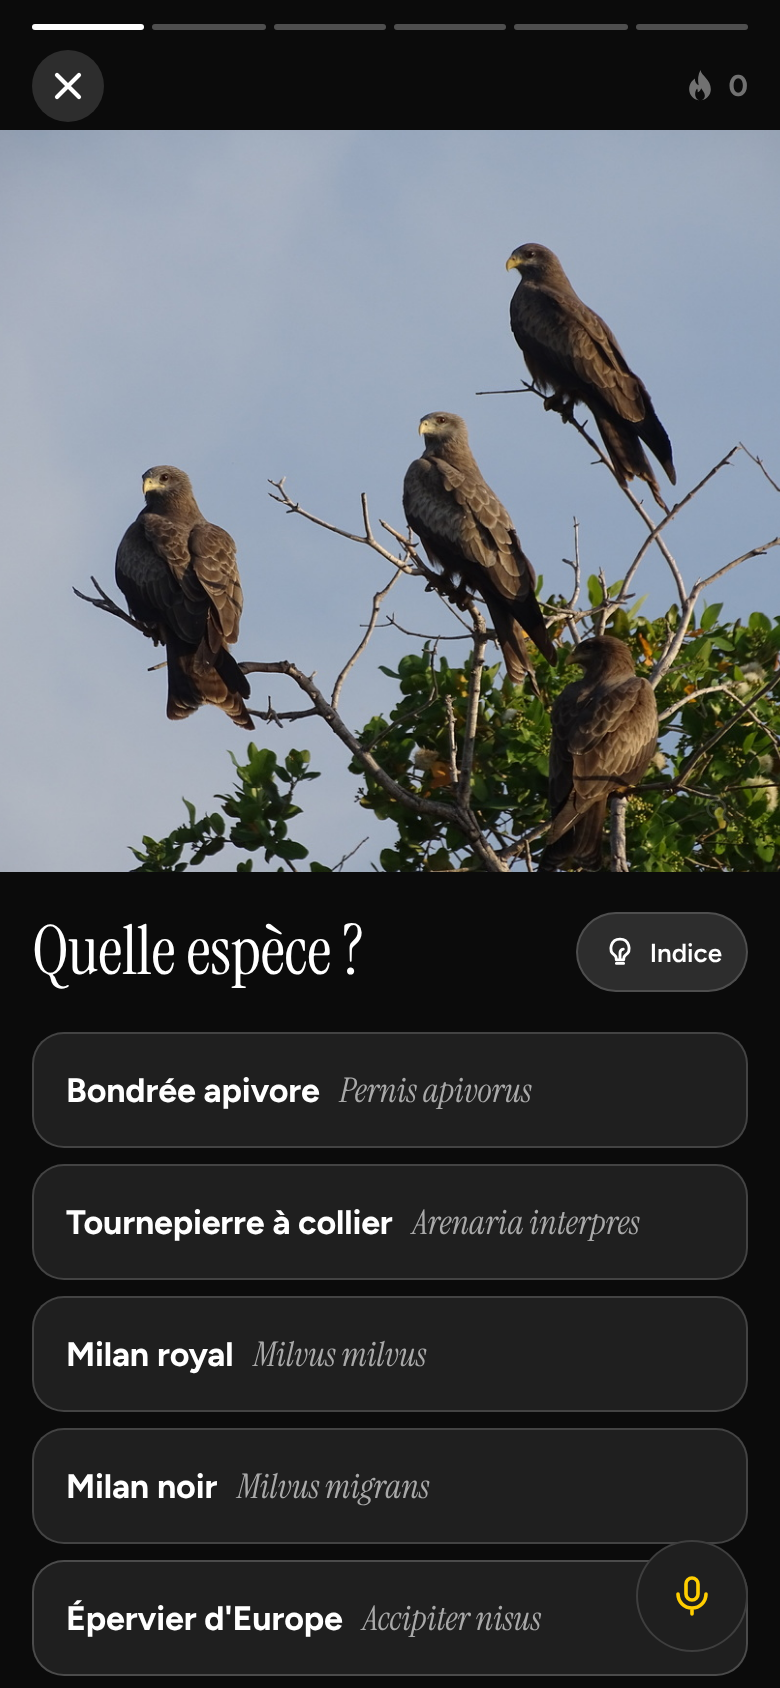 0
Quelle espèce ?
Indice
Bondrée apivore Pernis apivorus
Tournepierre à collier Arenaria interpres
Milan royal Milvus milvus
Milan noir Milvus migrans
Épervier d'Europe Accipiter nisus